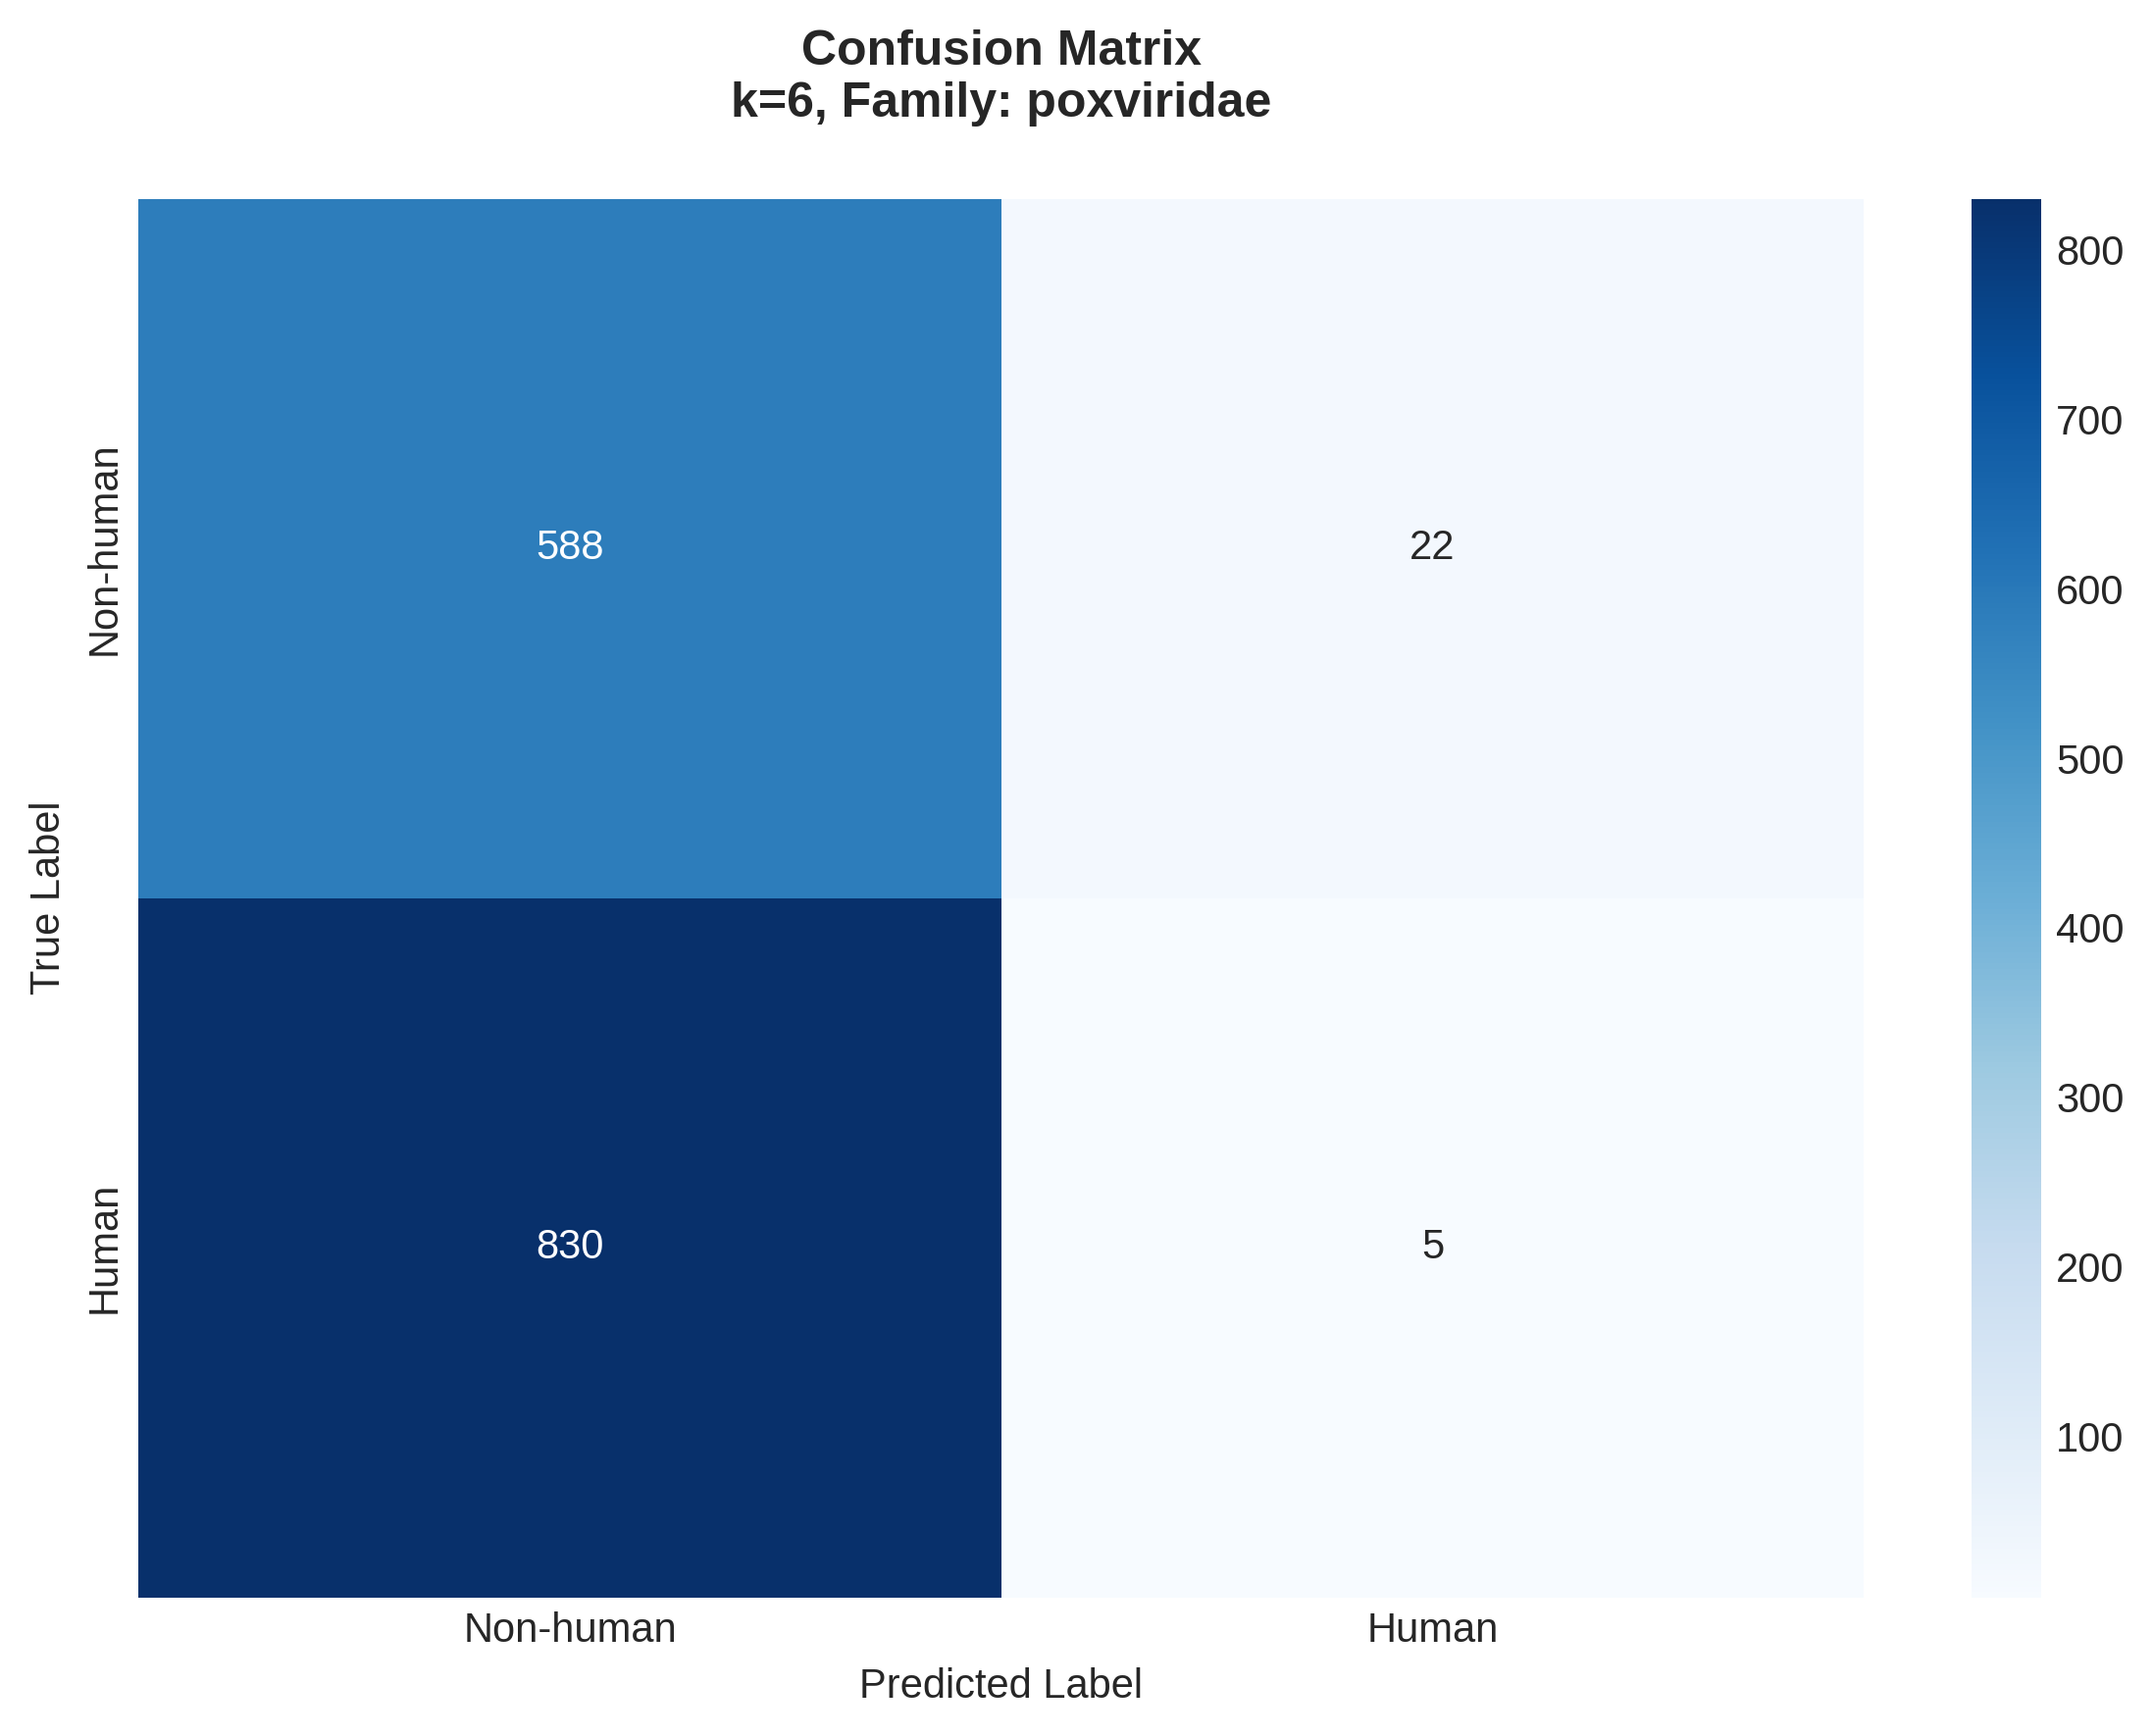 Confusion Matrix
k=6, Family: poxviridae
True Label
Non-human
Human
588
22
830
5
Non-human
Human
Predicted Label
800
700
600
500
400
300
200
100